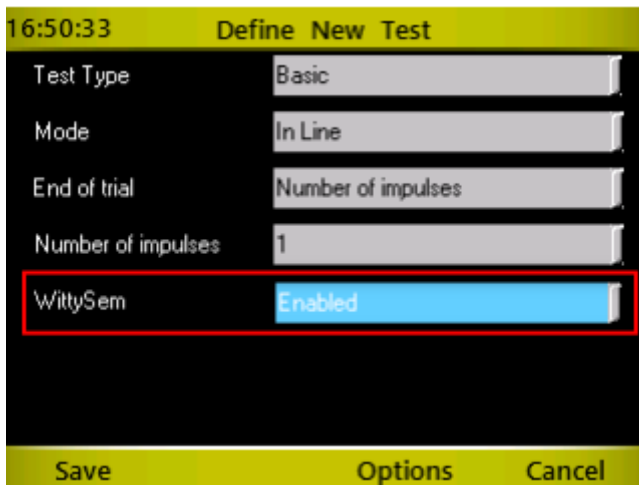 16:50:33 Define New Test
Test Type Basic
Mode In Line
End of trial Number of impulses
Number of impulses 1
WittySem Enabled
Save Options Cancel